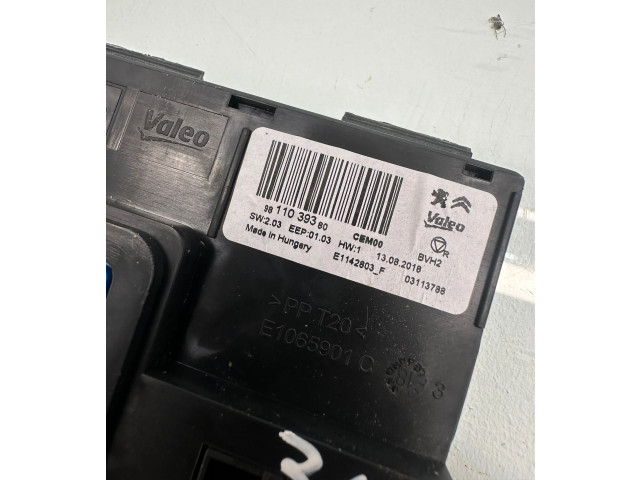 Valeo
98 110 393 80 CEM00
SW:2.03 EEP:01.03 HW:1 13.08.2018 BVH2
Made in Hungary E1142803_F 03113788
Valeo
R
>PP T20<
E1065901 C
3